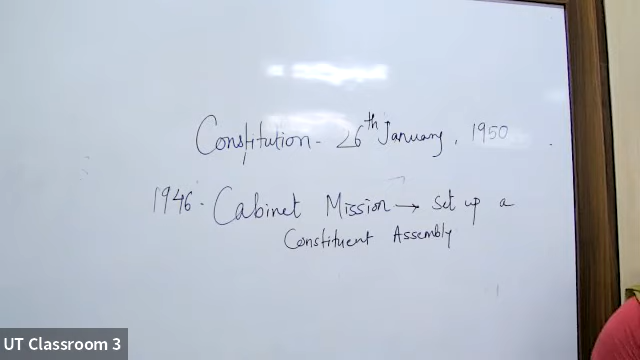 Constitution - 26th January, 1950
1946. Cabinet Mission → Set up a
Constituent Assembly
UT Classroom 3